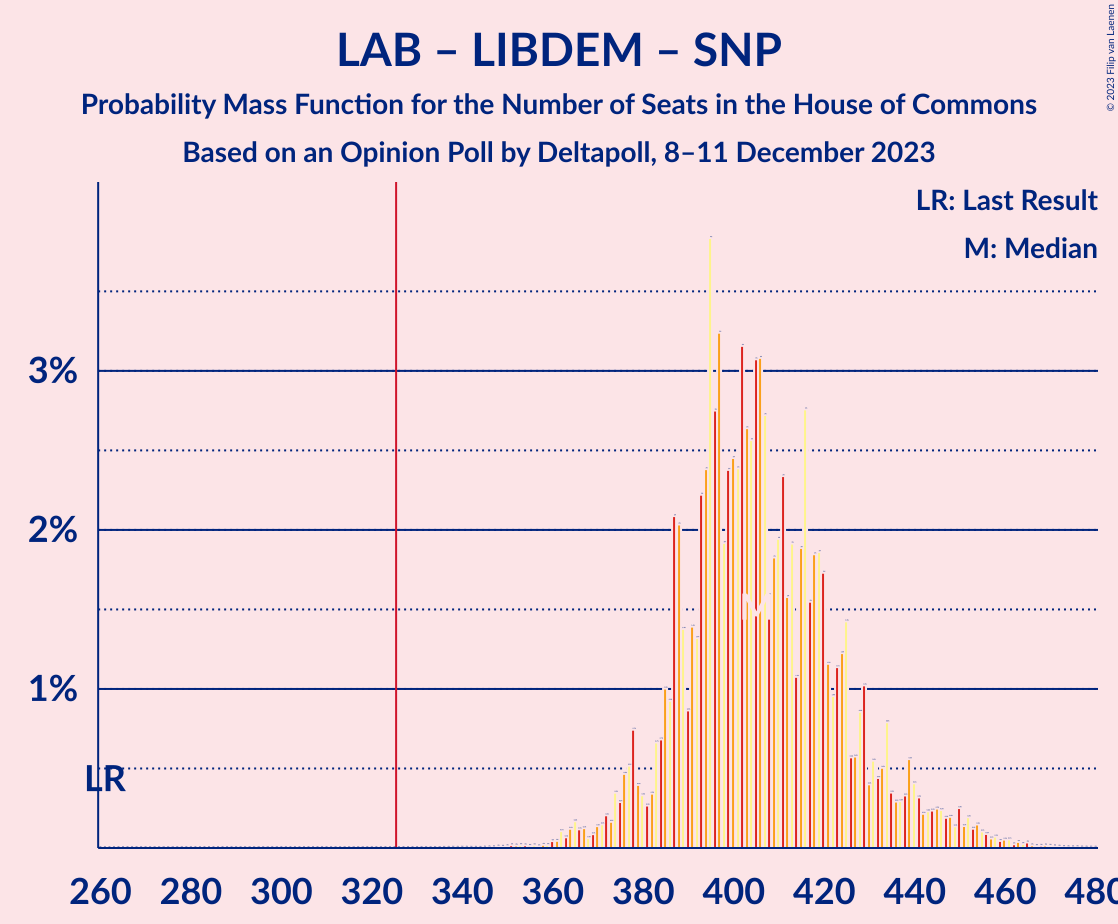 LAB – LIBDEM – SNP
Probability Mass Function for the Number of Seats in the House of Commons
Based on an Opinion Poll by Deltapoll, 8–11 December 2023
© 2023 Filip van Laenen
LR: Last Result
M: Median
3%
2%
1%
M
LR
260 280 300 320 340 360 380 400 420 440 460 480